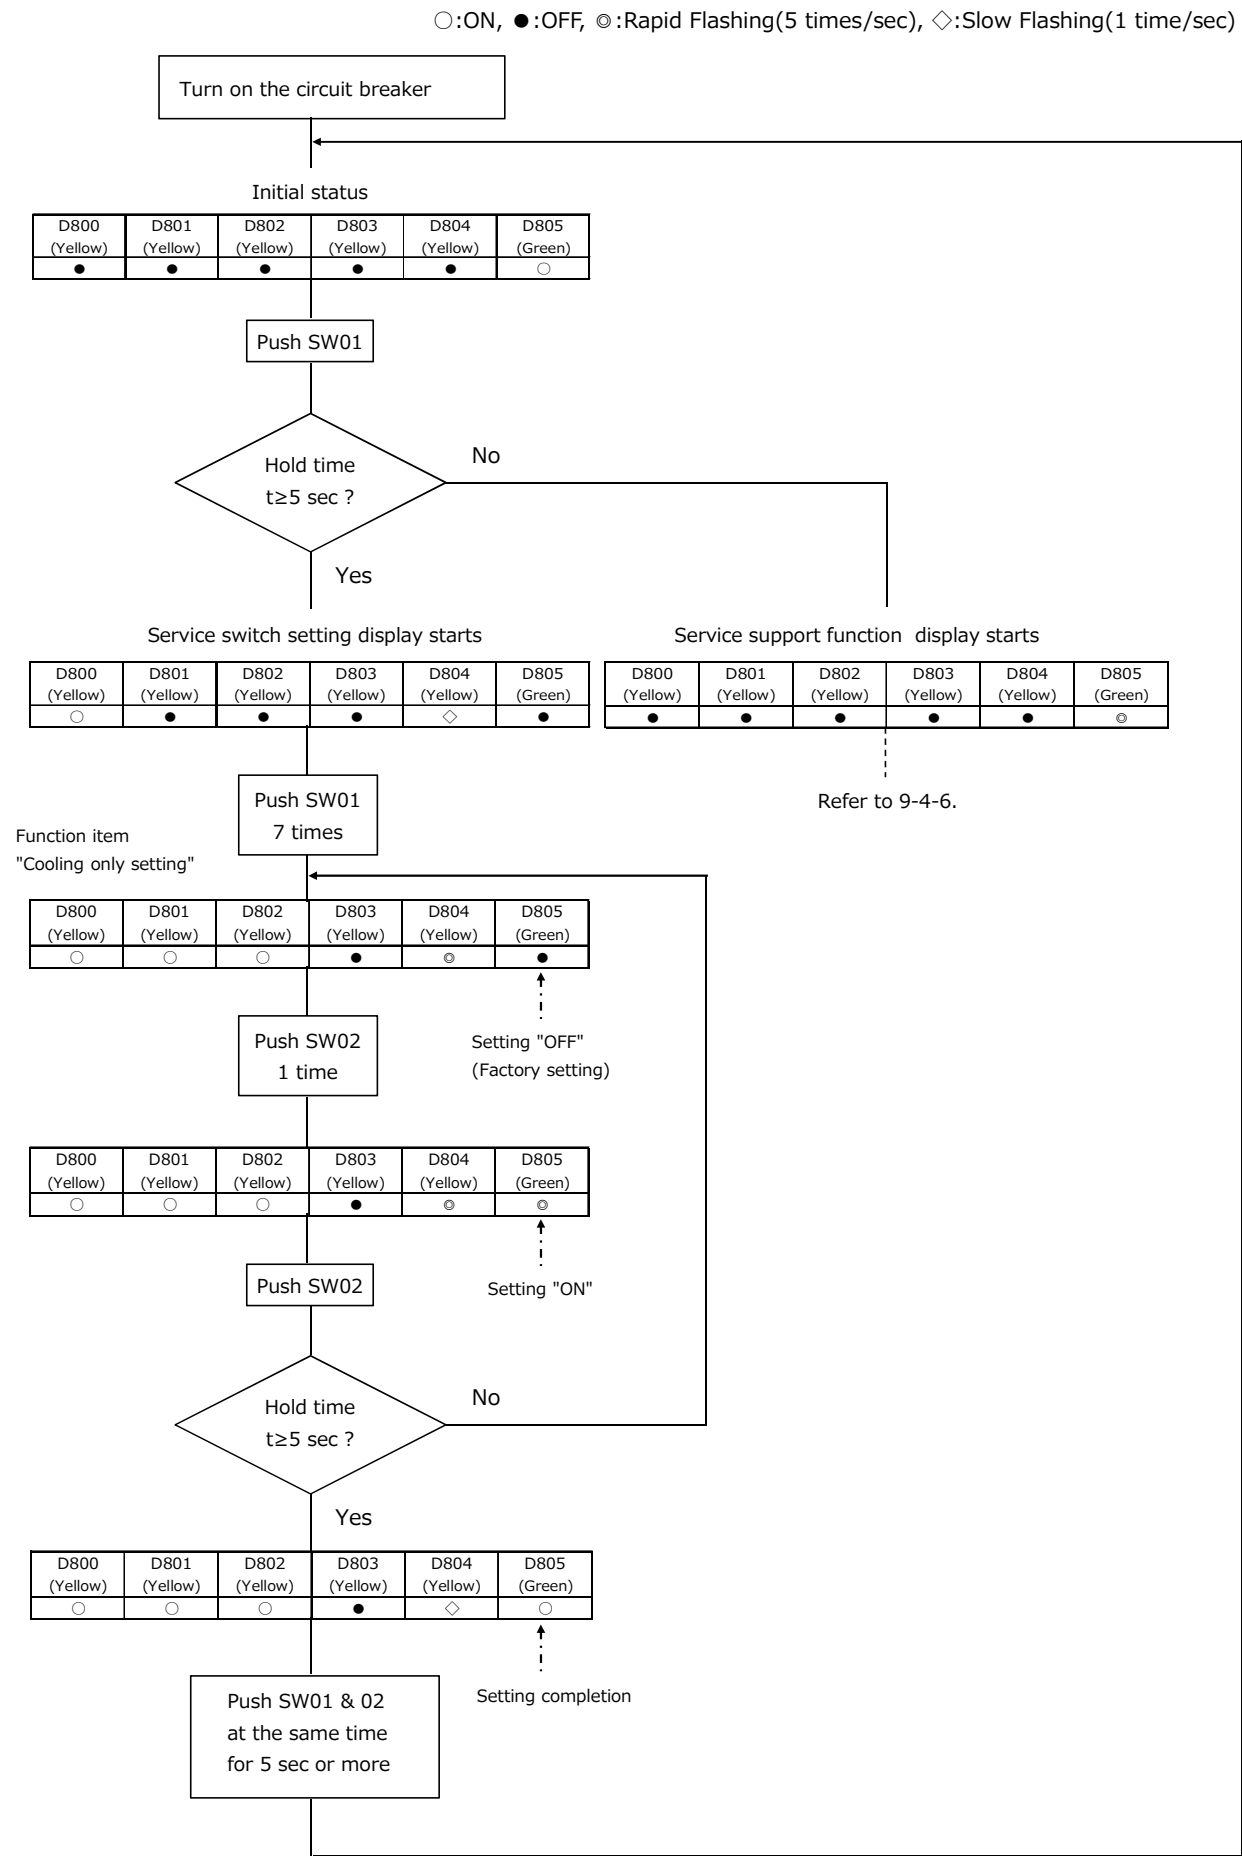 ○:ON, ●:OFF, ◎:Rapid Flashing(5 times/sec), ◇:Slow Flashing(1 time/sec)
Turn on the circuit breaker
Initial status
D800 D801 D802 D803 D804 D805
(Yellow) (Yellow) (Yellow) (Yellow) (Yellow) (Green)
● ● ● ● ● ○
Push SW01
Hold time
t≥5 sec ?
No
Yes
Service switch setting display starts
D800 D801 D802 D803 D804 D805
(Yellow) (Yellow) (Yellow) (Yellow) (Yellow) (Green)
○ ● ● ● ◇ ●
Service support function display starts
D800 D801 D802 D803 D804 D805
(Yellow) (Yellow) (Yellow) (Yellow) (Yellow) (Green)
● ● ● ● ● ◎
Refer to 9-4-6.
Push SW01
7 times
Function item
"Cooling only setting"
D800 D801 D802 D803 D804 D805
(Yellow) (Yellow) (Yellow) (Yellow) (Yellow) (Green)
○ ○ ○ ● ◎ ●
Setting "OFF"
(Factory setting)
Push SW02
1 time
D800 D801 D802 D803 D804 D805
(Yellow) (Yellow) (Yellow) (Yellow) (Yellow) (Green)
○ ○ ○ ● ◎ ◎
Setting "ON"
Push SW02
Hold time
t≥5 sec ?
No
Yes
D800 D801 D802 D803 D804 D805
(Yellow) (Yellow) (Yellow) (Yellow) (Yellow) (Green)
○ ○ ○ ● ◇ ○
Setting completion
Push SW01 & 02
at the same time
for 5 sec or more